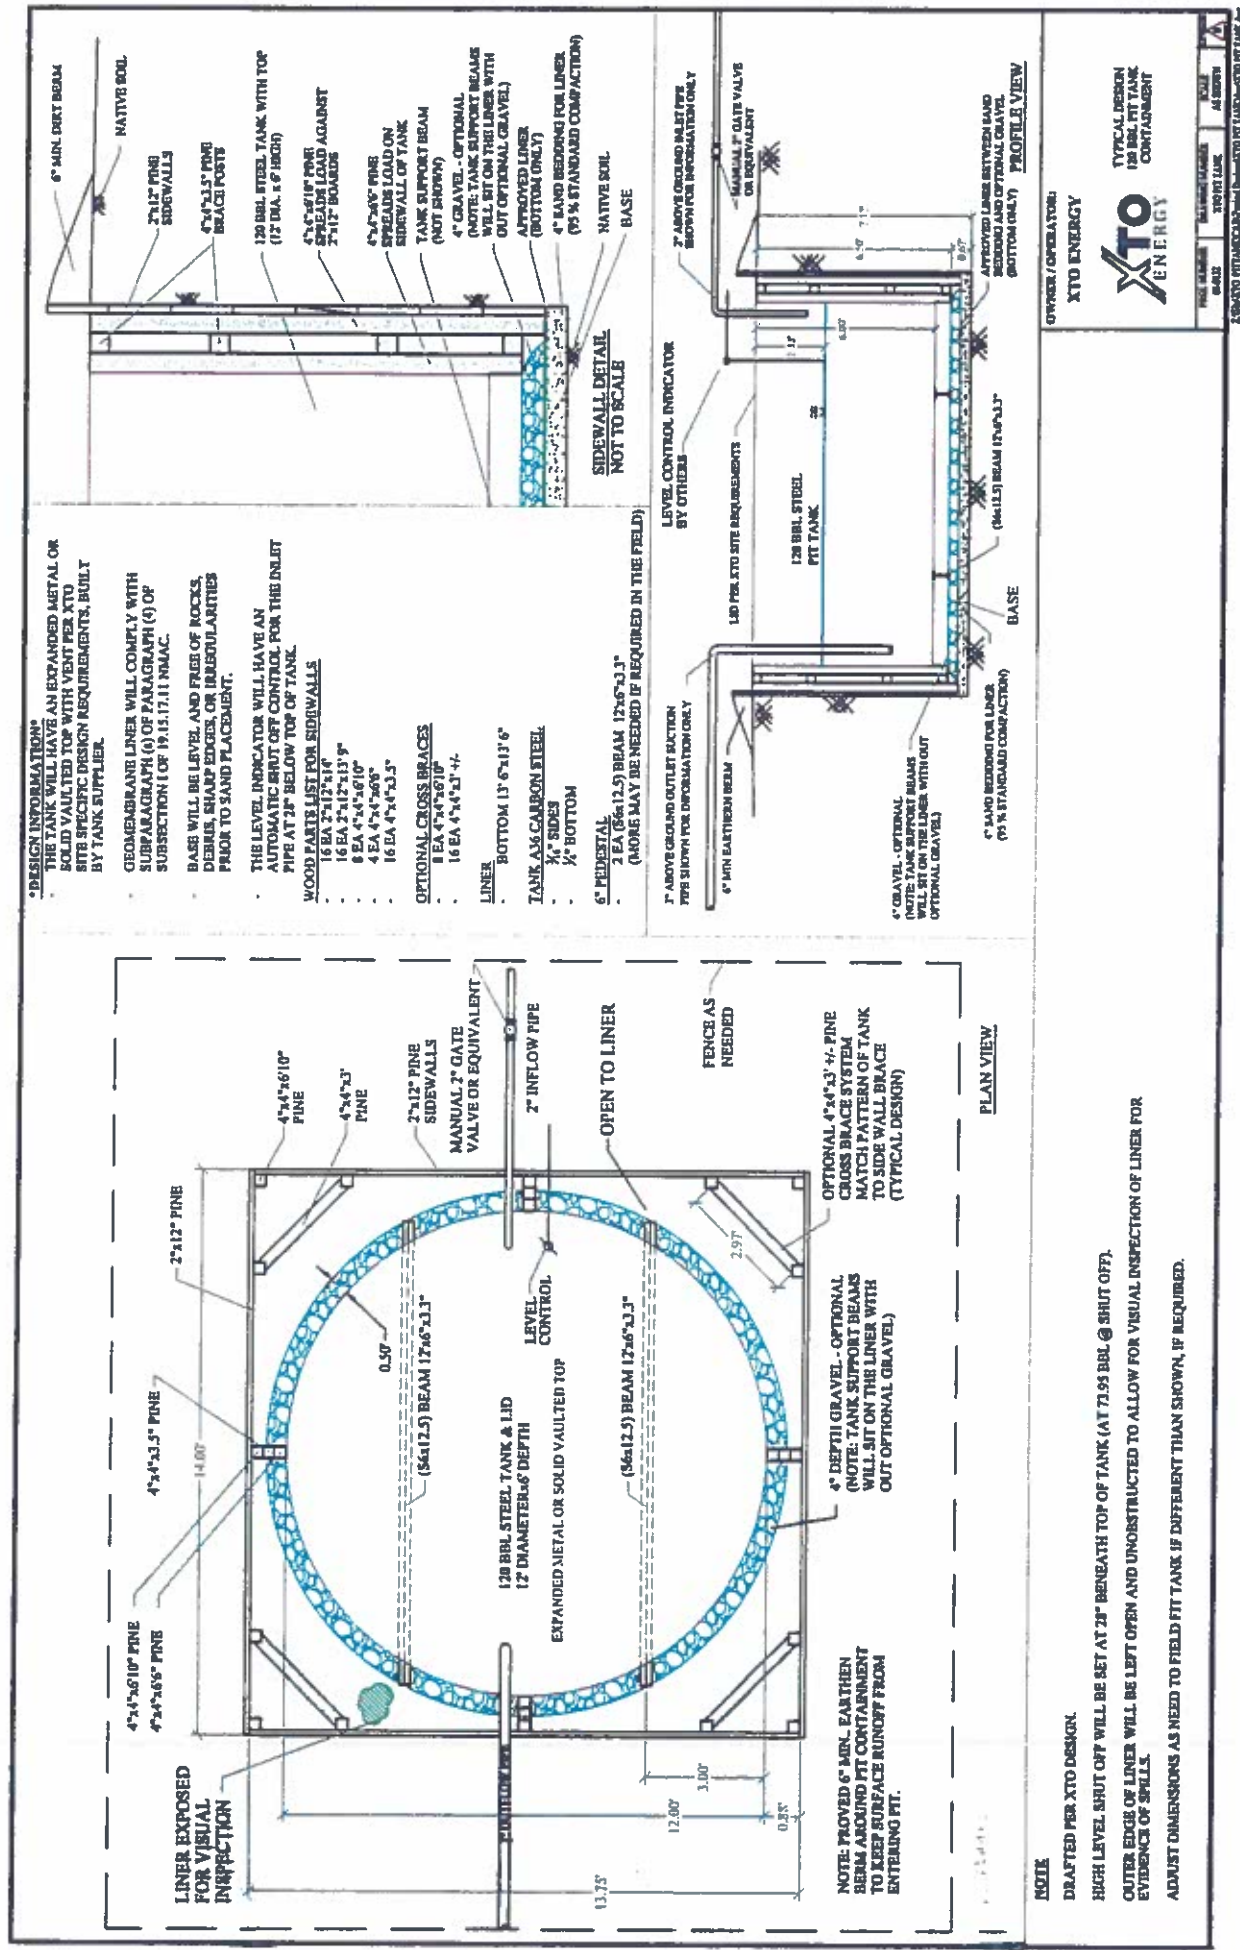 *DESIGN INFORMATION*
- THE TANK WILL HAVE AN EXPANDED METAL OR
SOLID VAULTED TOP WITH VENT PER XTO
SITE SPECIFIC DESIGN REQUIREMENTS, BUILT
BY TANK SUPPLIER.
- GEOMEMBRANE LINER WILL COMPLY WITH
SUBPARAGRAPH (a) OF PARAGRAPH (4) OF
SUBSECTION I OF 19.15.17.11 NMAC.
- BASE WILL BE LEVEL AND FREE OF ROCKS,
DEBRIS, SHARP EDGES, OR IRREGULARITIES
PRIOR TO SAND PLACEMENT.
- THE LEVEL INDICATOR WILL HAVE AN
AUTOMATIC SHUT OFF CONTROL FOR THE INLET
PIPE AT 28" BELOW TOP OF TANK.
WOOD PARTS LIST FOR SIDEWALLS
- 16 EA 2"x12"x14'
- 16 EA 2"x12"x13'9"
- 8 EA 4"x4"x6'10"
- 4 EA 4"x4"x6'6"
- 16 EA 4"x4"x3.5"
OPTIONAL CROSS BRACES
- 8 EA 4"x4"x6'10"
- 16 EA 4"x4"x3' +/-
LINER
- BOTTOM 13' 6"x13' 6"
TANK A36 CARBON STEEL:
SIDES
- ¼" BOTTOM
6" PEDESTAL
- 2 EA (S6x12.5) BEAM 12'x6"x3.3"
(MORE MAY BE NEEDED IF REQUIRED IN THE FIELD)
6" MIN. DIRT BEAM
NATIVE SOIL
2"x12" PINE
SIDEWALLS
4"x4"x3.5" PINE
BRACE POSTS
120 BBL STEEL TANK WITH TOP
(12' DIA. x 6' HIGH)
4"x4"x6'10" PINE
SPREADS LOAD AGAINST
2"x12" BOARDS
4"x4"x6'6" PINE
SPREADS LOAD ON
SIDEWALL OF TANK
TANK SUPPORT BEAM
(NOT SHOWN)
4" GRAVEL - OPTIONAL
(NOTE: TANK SUPPORT BEAMS
WILL SIT ON THE LINER WITH
OUT OPTIONAL GRAVEL)
APPROVED LINER
(BOTTOM ONLY)
4" SAND BEDDING FOR LINER
(95 % STANDARD COMPACTION)
NATIVE SOIL
BASE
SIDEWALL DETAIL
NOT TO SCALE
LINER EXPOSED
FOR VISUAL
INSPECTION
4"x4"x6'10" PINE
4"x4"x6'6" PINE
4"x4"x3.5" PINE
2"x12" PINE
4"x4"x6'10"
PINE
4"x4"x3'
PINE
2"x12" PINE
SIDEWALLS
MANUAL 2" GATE
VALVE OR EQUIVALENT
2" INFLOW PIPE
OPEN TO LINER
FENCE AS
NEEDED
14.00'
0.50'
(S6x12.5) BEAM 12'x6"x3.3"
LEVEL
CONTROL
120 BBL STEEL TANK & LID
12' DIAMETERx6' DEPTH
EXPANDED METAL OR SOLID VAULTED TOP
(S6x12.5) BEAM 12'x6"x3.3"
2.97'
3.00'
12.00'
0.88'
13.75'
OPTIONAL 4"x4"x3' +/- PINE
CROSS BRACE SYSTEM
MATCH PATTERN OF TANK
TO SIDE WALL BRACE
(TYPICAL DESIGN)
4" DEPTH GRAVEL - OPTIONAL
(NOTE: TANK SUPPORT BEAMS
WILL SIT ON THE LINER WITH
OUT OPTIONAL GRAVEL)
NOTE: PROVED 6" MIN.. EARTHEN
BERM AROUND PIT CONTAINMENT
TO KEEP SURFACE RUNOFF FROM
ENTERING PIT.
PLAN VIEW
3" ABOVE GROUND OUTLET SUCTION
PIPE SHOWN FOR INFORMATION ONLY
6" MIN EARTHERN BERM
LEVEL CONTROL INDICATOR
BY OTHERS
LID PER XTO SITE REQUIREMENTS
2" ABOVE GROUND INLET PIPE
SHOWN FOR INFORMATION ONLY
MANUAL 2" GATE VALVE
OR EQUIVALENT
120 BBL STEEL
PIT TANK
28
6.00'
6.50'
0.67'
4" GRAVEL - OPTIONAL
(NOTE: TANK SUPPORT BEAMS
WILL SIT ON THE LINER WITH OUT
OPTIONAL GRAVEL)
4" SAND BEDDING FOR LINER
(95 % STANDARD COMPACTION)
BASE
(S6x12.5) BEAM 12'x6"x3.3"
APPROVED LINER BETWEEN SAND
BEDDING AND OPTIONAL GRAVEL
(BOTTOM ONLY)
PROFILE VIEW
NOTE
DRAFTED PER XTO DESIGN.
HIGH LEVEL SHUT OFF WILL BE SET AT 28" BENEATH TOP OF TANK (AT 73.95 BBL @ SHUT OFF).
OUTER EDGE OF LINER WILL BE LEFT OPEN AND UNOBSTRUCTED TO ALLOW FOR VISUAL INSPECTION OF LINER FOR
EVIDENCE OF SPILLS.
ADJUST DIMENSIONS AS NEED TO FIELD FIT TANK IF DIFFERENT THAN SHOWN, IF REQUIRED.
OWNER / OPERATOR:
XTO ENERGY
XTO
ENERGY
TYPICAL DESIGN
120 BBL PIT TANK
CONTAINMENT
SCALE
AS SHOWN